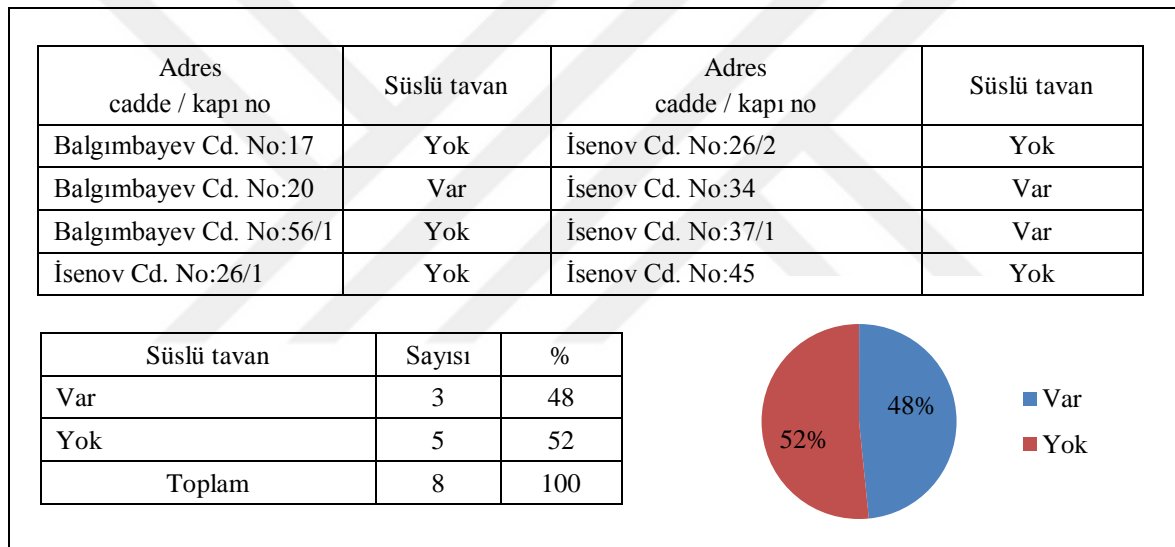 Adres
cadde / kapı no
Süslü tavan
Adres
cadde / kapı no
Süslü tavan
Balgımbayev Cd. No:17 Yok İsenov Cd. No:26/2 Yok
Balgımbayev Cd. No:20 Var İsenov Cd. No:34 Var
Balgımbayev Cd. No:56/1 Yok İsenov Cd. No:37/1 Var
İsenov Cd. No:26/1 Yok İsenov Cd. No:45 Yok
Süslü tavan Sayısı %
Var 3 48
Yok 5 52
Toplam 8 100
48%
52%
Var
Yok